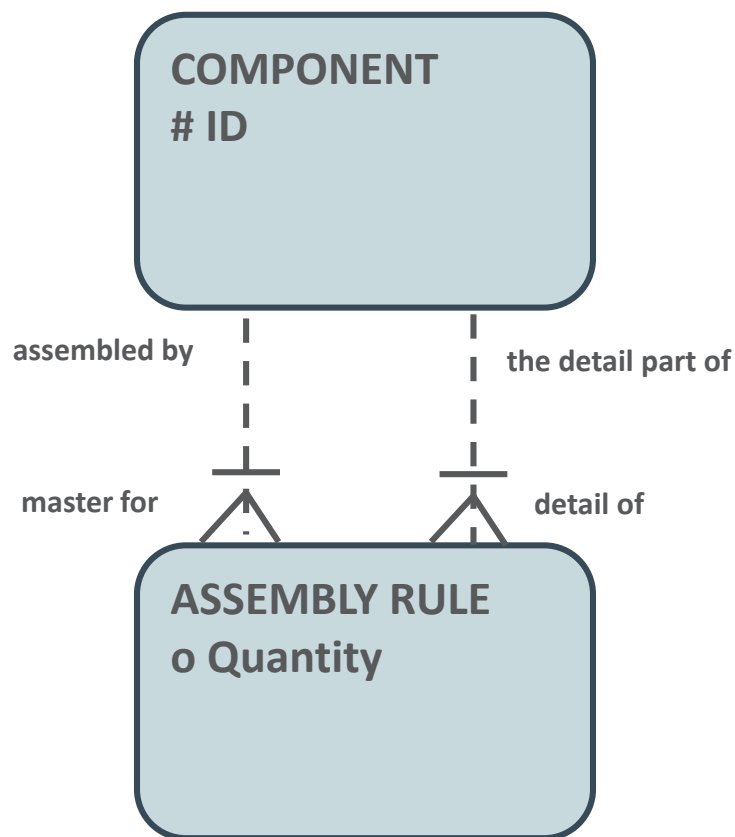 COMPONENT
# ID
assembled by
the detail part of
master for
detail of
ASSEMBLY RULE
o Quantity